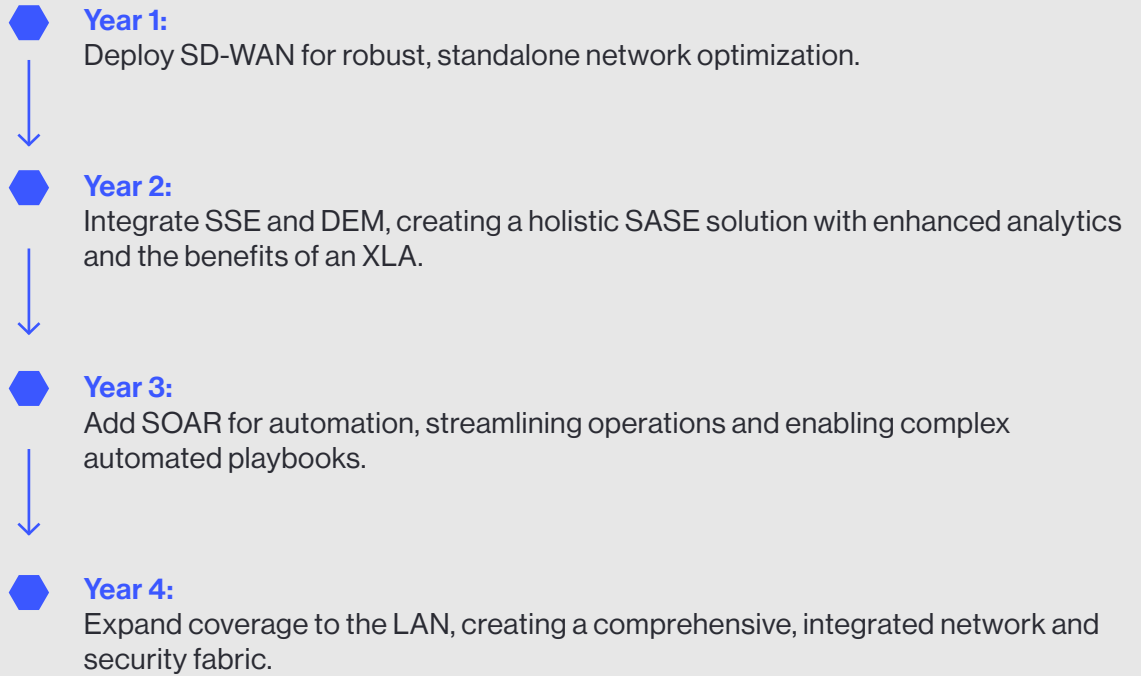 Year 1:
Deploy SD-WAN for robust, standalone network optimization.
Year 2:
Integrate SSE and DEM, creating a holistic SASE solution with enhanced analytics
and the benefits of an XLA.
Year 3:
Add SOAR for automation, streamlining operations and enabling complex
automated playbooks.
Year 4:
Expand coverage to the LAN, creating a comprehensive, integrated network and
security fabric.